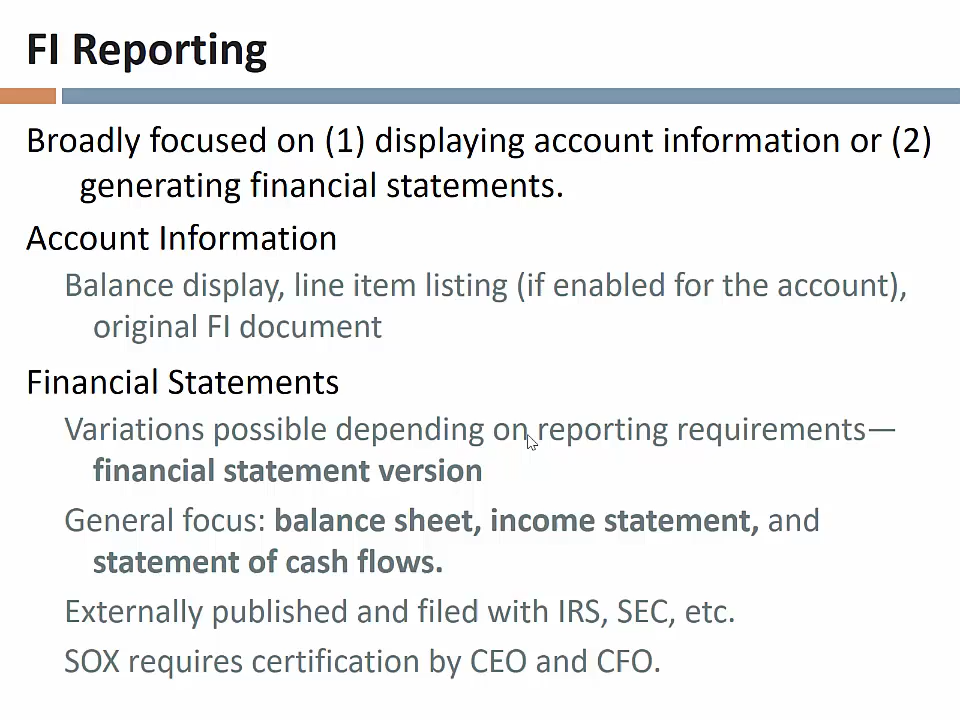 FI Reporting
Broadly focused on (1) displaying account information or (2)
generating financial statements.
Account Information
Balance display, line item listing (if enabled for the account),
original FI document
Financial Statements
Variations possible depending on reporting requirements—
financial statement version
General focus: balance sheet, income statement, and
statement of cash flows.
Externally published and filed with IRS, SEC, etc.
SOX requires certification by CEO and CFO.